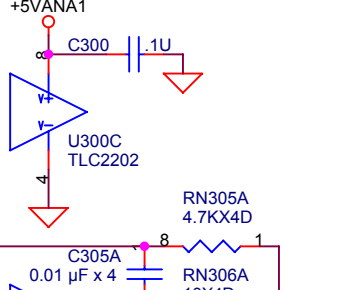 +5VANA1
8
C300
.1U
V+
V-
U300C
TLC2202
4
RN305A
4.7KX4D
8
1
C305A
0.01 µF x 4
RN306A